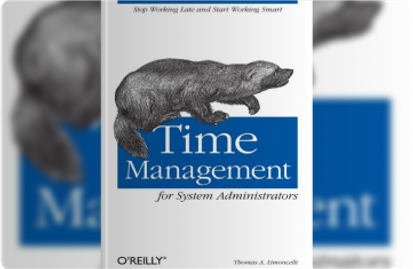 Stop Working Late and Start Working Smart
Time
Management
for System Administrators
O'REILLY®
Thomas A. Limoncelli